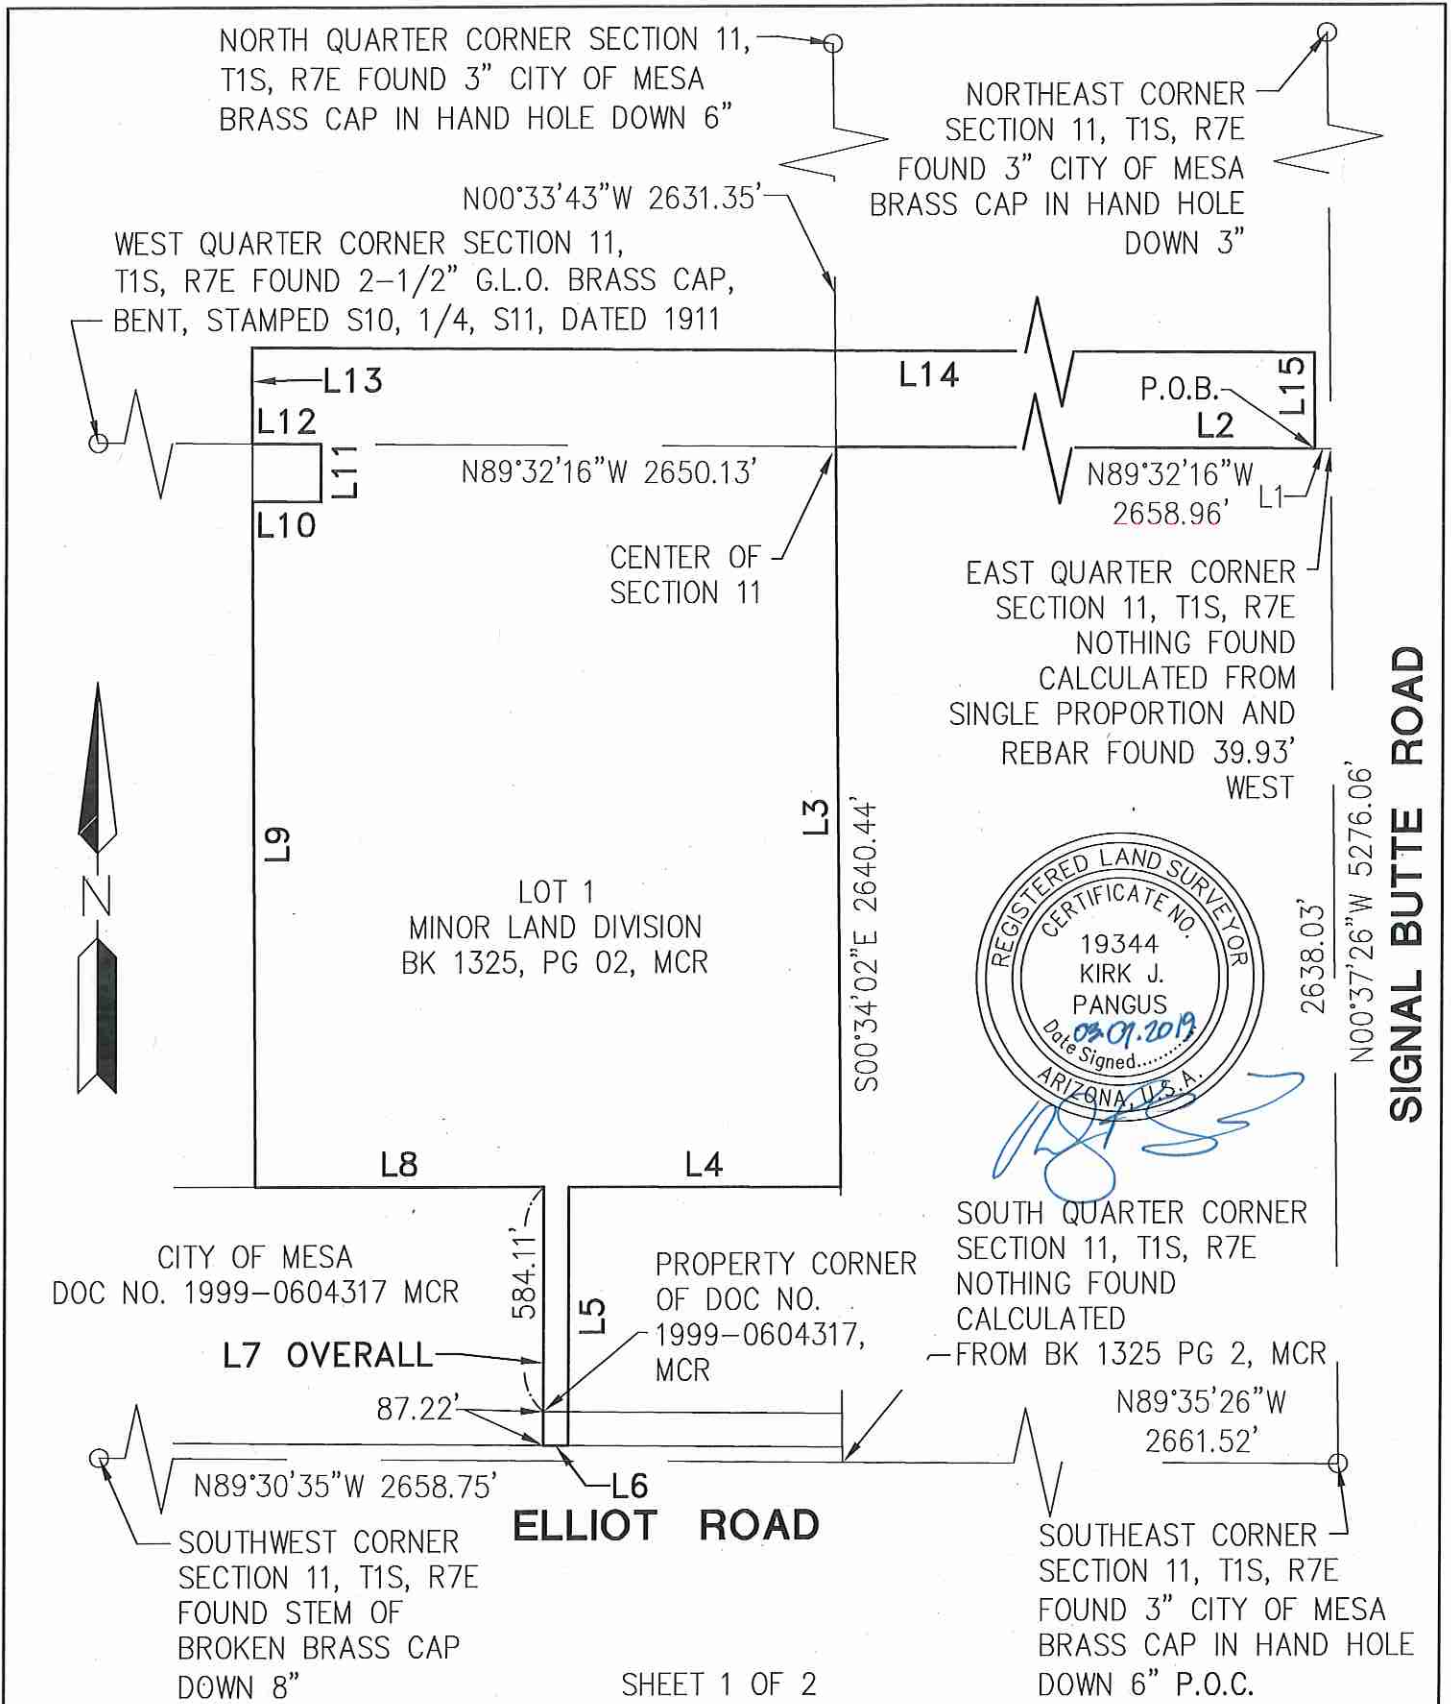 NORTH QUARTER CORNER SECTION 11,
T1S, R7E FOUND 3" CITY OF MESA
BRASS CAP IN HAND HOLE DOWN 6"
NORTHEAST CORNER
SECTION 11, T1S, R7E
FOUND 3" CITY OF MESA
BRASS CAP IN HAND HOLE
DOWN 3"
N00°33'43"W 2631.35'
WEST QUARTER CORNER SECTION 11,
T1S, R7E FOUND 2-1/2" G.L.O. BRASS CAP,
BENT, STAMPED S10, 1/4, S11, DATED 1911
L13
L14
L15
P.O.B.
L12
L2
L11
N89°32'16"W 2650.13'
N89°32'16"W
2658.96'
L1
L10
CENTER OF
SECTION 11
EAST QUARTER CORNER
SECTION 11, T1S, R7E
NOTHING FOUND
CALCULATED FROM
SINGLE PROPORTION AND
REBAR FOUND 39.93'
WEST
L9
L3
S00°34'02"E 2640.44'
N
LOT 1
MINOR LAND DIVISION
BK 1325, PG 02, MCR
REGISTERED LAND SURVEYOR
CERTIFICATE NO.
19344
KIRK J.
PANGUS
Date Signed..........
ARIZONA, U.S.A.
2638.03'
N00°37'26"W 5276.06'
SIGNAL BUTTE ROAD
L8
L4
584.11'
L5
CITY OF MESA
DOC NO. 1999-0604317 MCR
PROPERTY CORNER
OF DOC NO.
1999-0604317,
MCR
SOUTH QUARTER CORNER
SECTION 11, T1S, R7E
NOTHING FOUND
CALCULATED
FROM BK 1325 PG 2, MCR
L7 OVERALL
87.22'
N89°35'26"W
2661.52'
N89°30'35"W 2658.75'
L6
ELLIOT ROAD
SOUTHWEST CORNER
SECTION 11, T1S, R7E
FOUND STEM OF
BROKEN BRASS CAP
DOWN 8"
SOUTHEAST CORNER
SECTION 11, T1S, R7E
FOUND 3" CITY OF MESA
BRASS CAP IN HAND HOLE
DOWN 6" P.O.C.
SHEET 1 OF 2